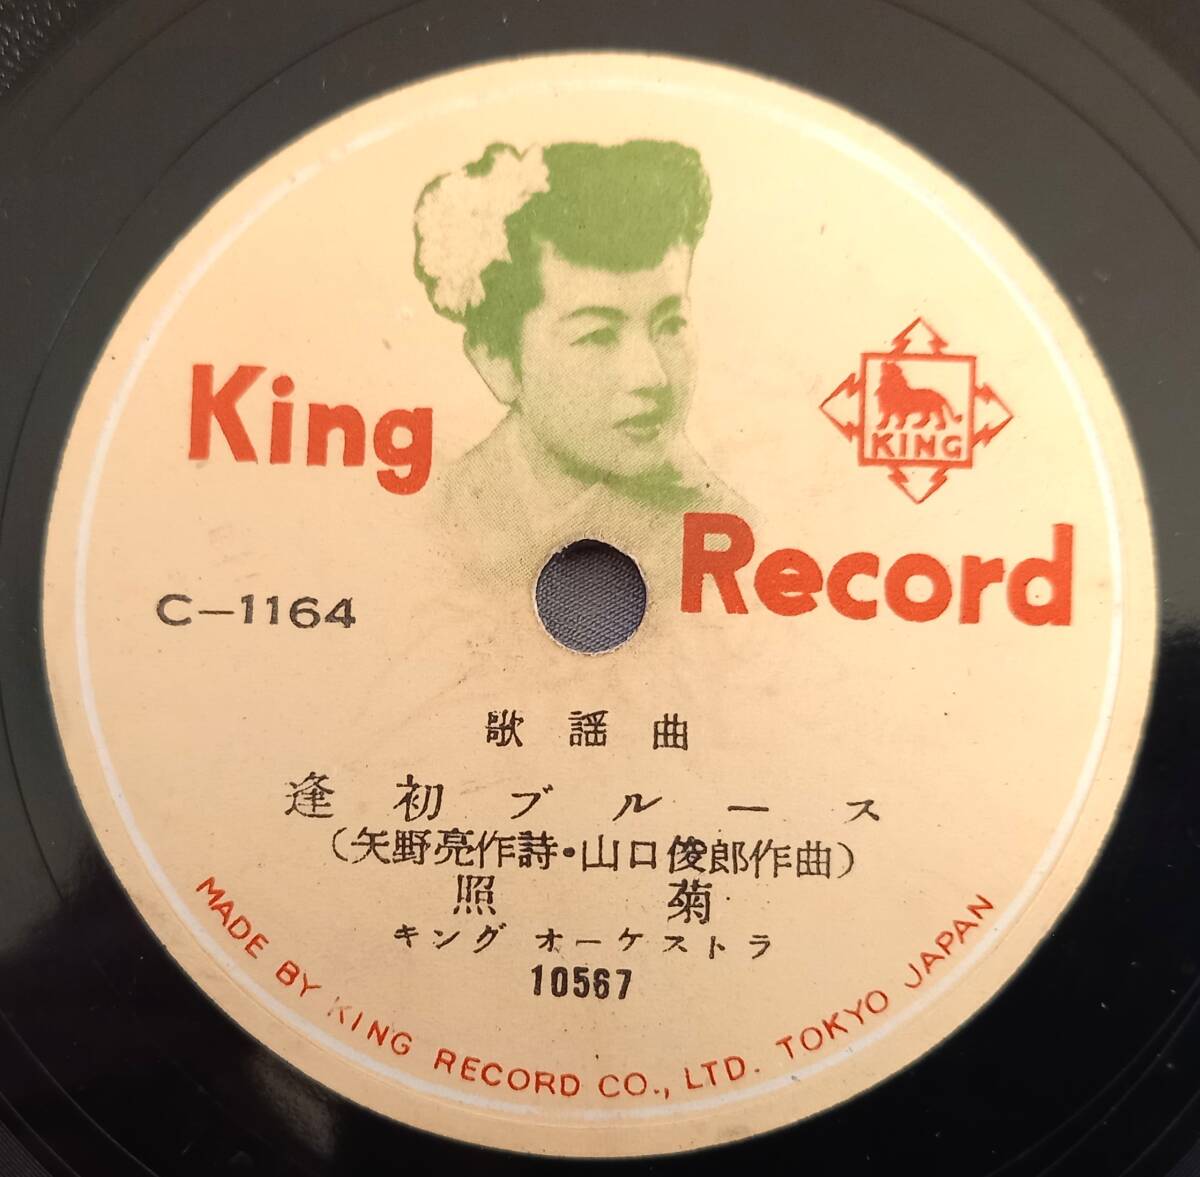 King
KING
Record
C-1164
歌謡曲
逢初ブルース
(矢野亮作詩・山口俊郎作曲)
照菊
キング オーケストラ
10567
MADE BY KING RECORD CO., LTD. TOKYO JAPAN